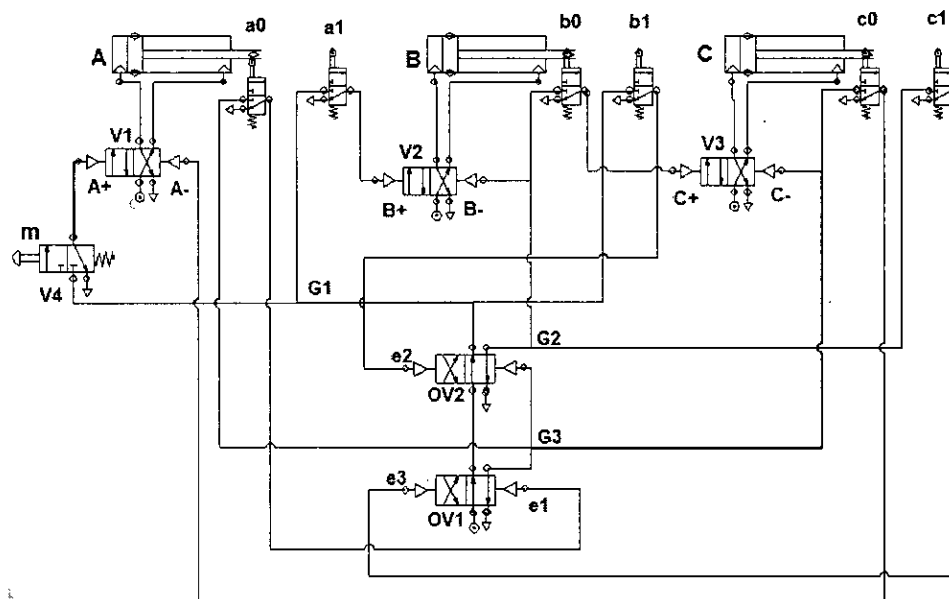 a0 a1 b0 b1 c0 c1
A B C
V1 V2 V3
A+ A- B+ B- C+ C-
m
V4
G1
G2
e2
OV2
G3
e3
OV1 e1